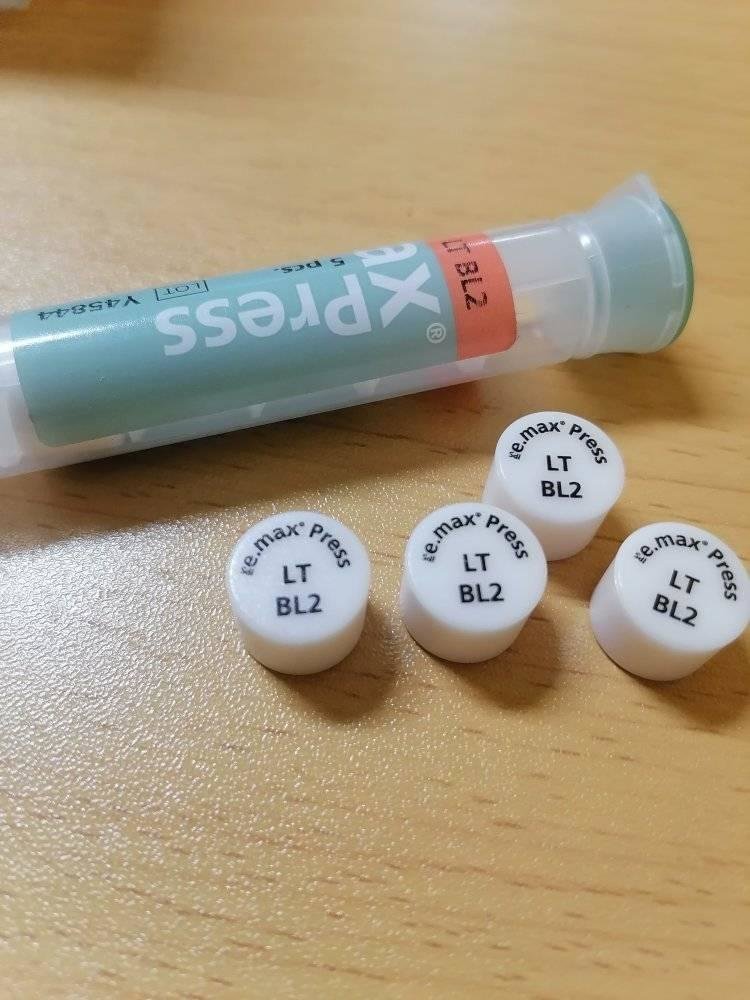 LT BL2
aXPress®
5 pcs.
LOT Y45844
e.max® Press
LT
BL2
e.max® Press
LT
BL2
e.max® Press
LT
BL2
e.max® Press
LT
BL2